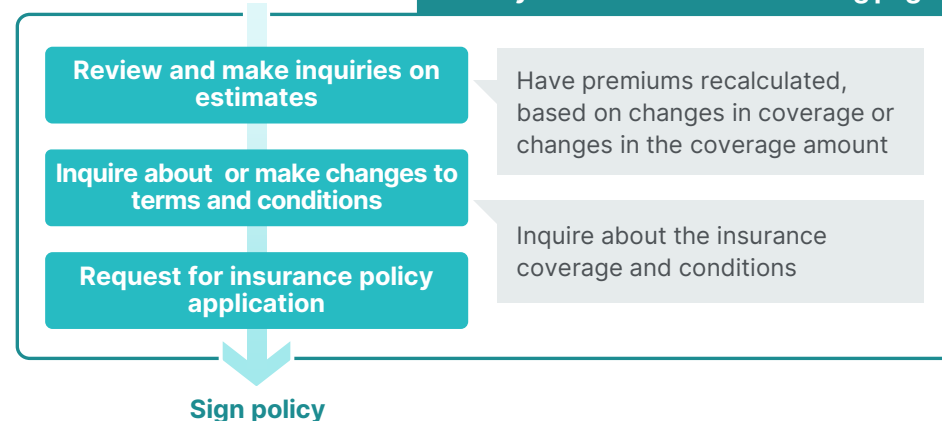 Review and make inquiries on
estimates
Have premiums recalculated,
based on changes in coverage or
changes in the coverage amount
Inquire about or make changes to
terms and conditions
Inquire about the insurance
coverage and conditions
Request for insurance policy
application
Sign policy